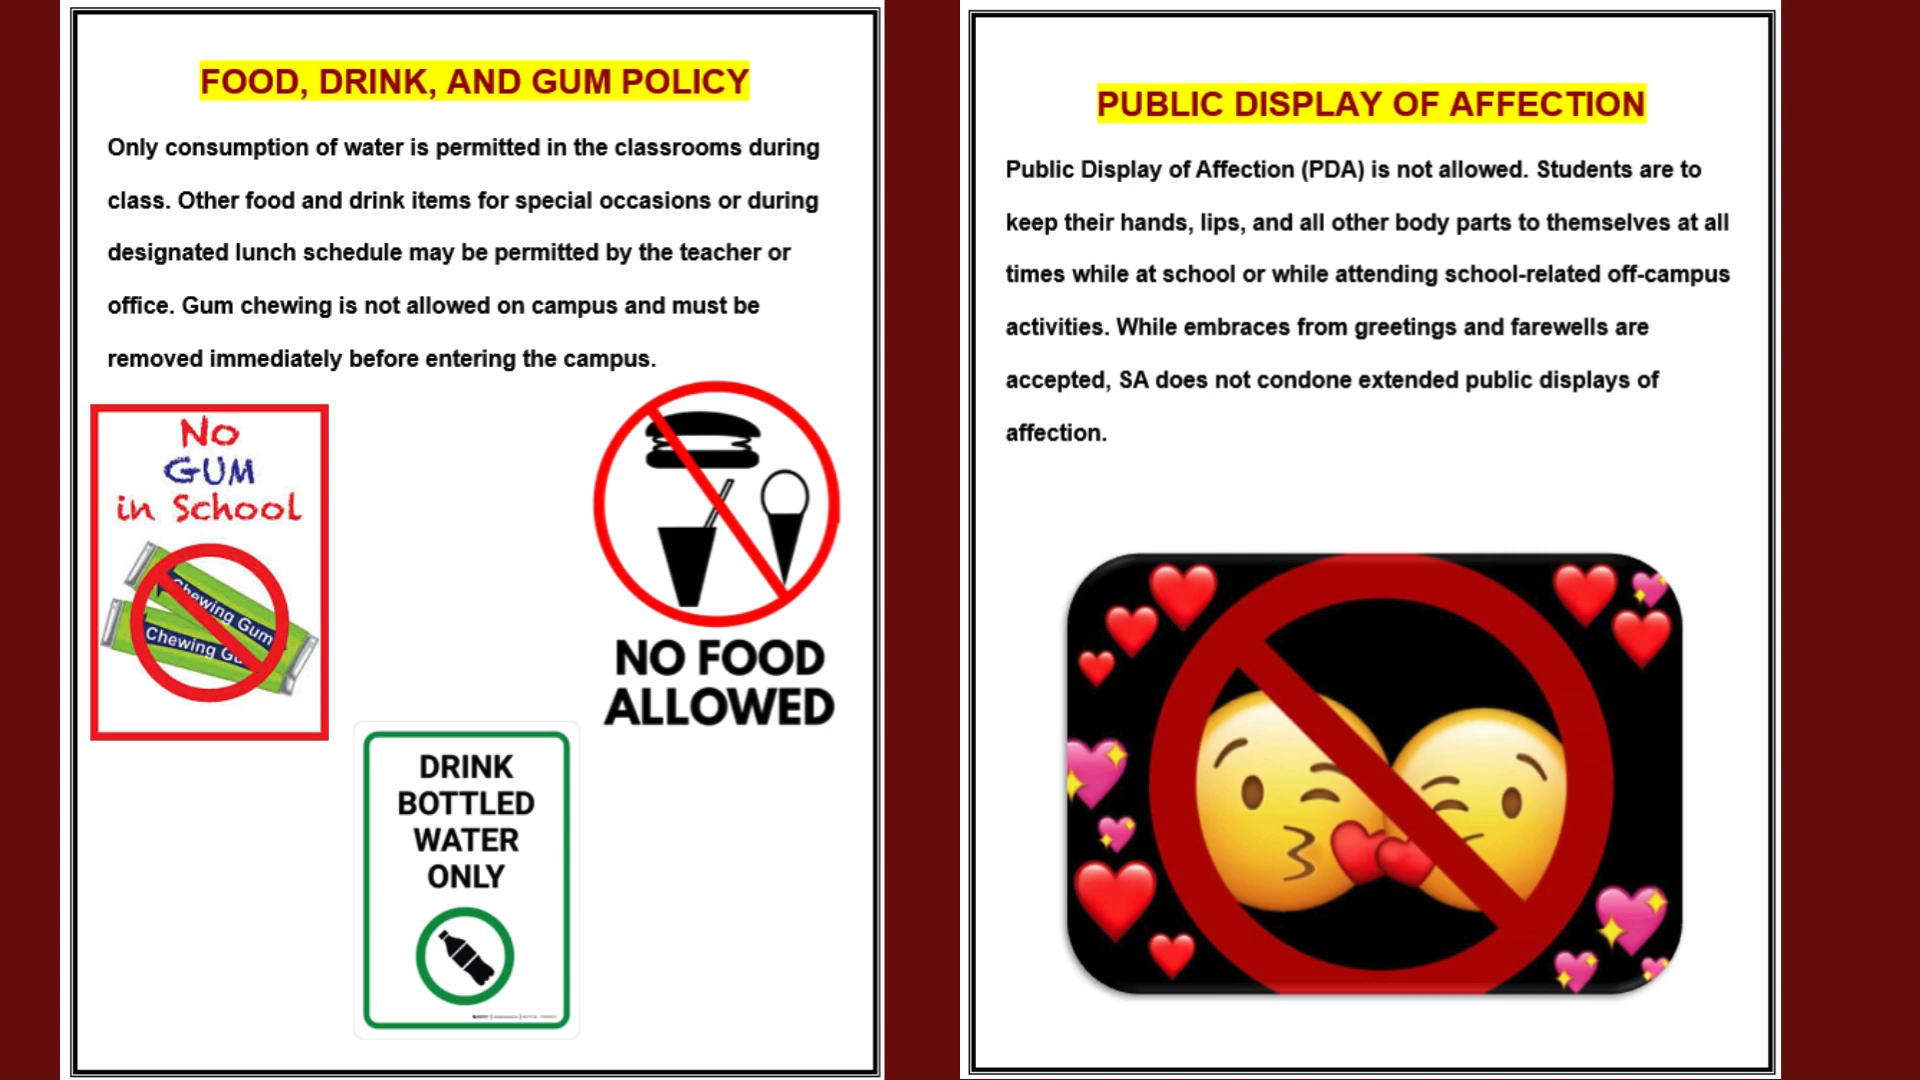 FOOD, DRINK, AND GUM POLICY
Only consumption of water is permitted in the classrooms during
class. Other food and drink items for special occasions or during
designated lunch schedule may be permitted by the teacher or
office. Gum chewing is not allowed on campus and must be
removed immediately before entering the campus.
No
GUM
in School
Chewing Gum
Chewing Gu
NO FOOD
ALLOWED
DRINK
BOTTLED
WATER
ONLY
PUBLIC DISPLAY OF AFFECTION
Public Display of Affection (PDA) is not allowed. Students are to
keep their hands, lips, and all other body parts to themselves at all
times while at school or while attending school-related off-campus
activities. While embraces from greetings and farewells are
accepted, SA does not condone extended public displays of
affection.